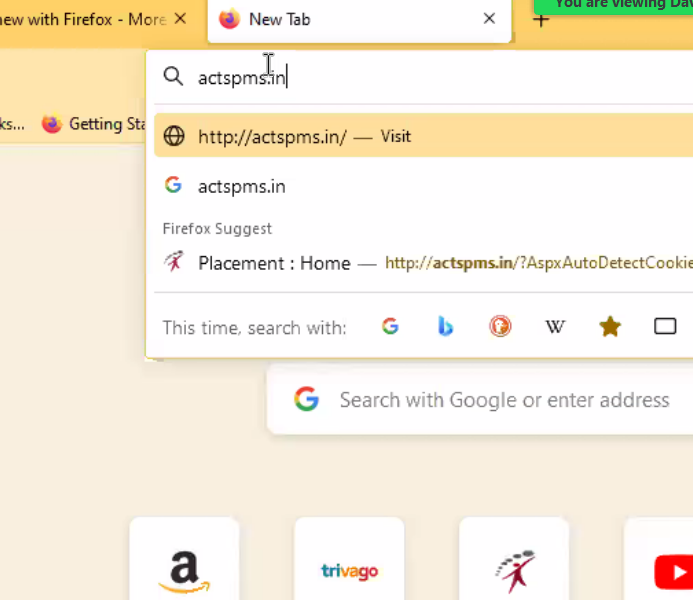 You are viewing Dav
new with Firefox - More
New Tab
actspms.in
ks...
Getting Sta
http://actspms.in/ — Visit
actspms.in
Firefox Suggest
Placement : Home — http://actspms.in/?AspxAutoDetectCookie
This time, search with:
W
Search with Google or enter address
a
trivago